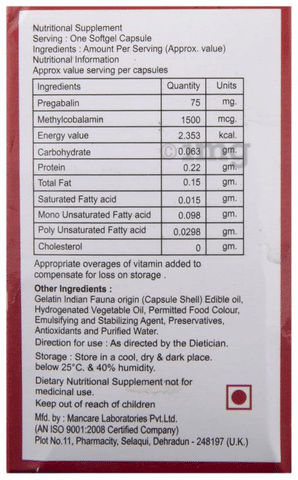 Nutritional Supplement
Serving : One Softgel Capsule
Ingredients : Amount Per Serving (Approx. value)
Nutritional Information
Approx value serving per capsules
Ingredients Quantity Units
Pregabalin 75 mg.
Methylcobalamin 1500 mcg.
Energy value 2.353 kcal.
Carbohydrate 0.063 gm.
Protein 0.22 gm.
Total Fat 0.15 gm.
Saturated Fatty acid 0.015 gm.
Mono Unsaturated Fatty acid 0.098 gm.
Poly Unsaturated Fatty acid 0.0298 gm.
Cholesterol 0 gm.
Appropriate overages of vitamin added to
compensate for loss on storage .
Other Ingredients :
Gelatin Indian Fauna origin (Capsule Shell) Edible oil,
Hydrogenated Vegetable Oil, Permitted Food Colour,
Emulsifying and Stabilizing Agent, Preservatives,
Antioxidants and Purified Water.
Direction for use : As directed by the Dietician.
Storage : Store in a cool, dry & dark place.
below 25°C. & 40% humidity.
Dietary Nutritional Supplement not for
medicinal use.
Keep out of reach of children
Mfd. by : Mancare Laboratories Pvt.Ltd.
(AN ISO 9001:2008 Certified Company)
Plot No.11, Pharmacity, Selaqui, Dehradun - 248197 (U.K.)